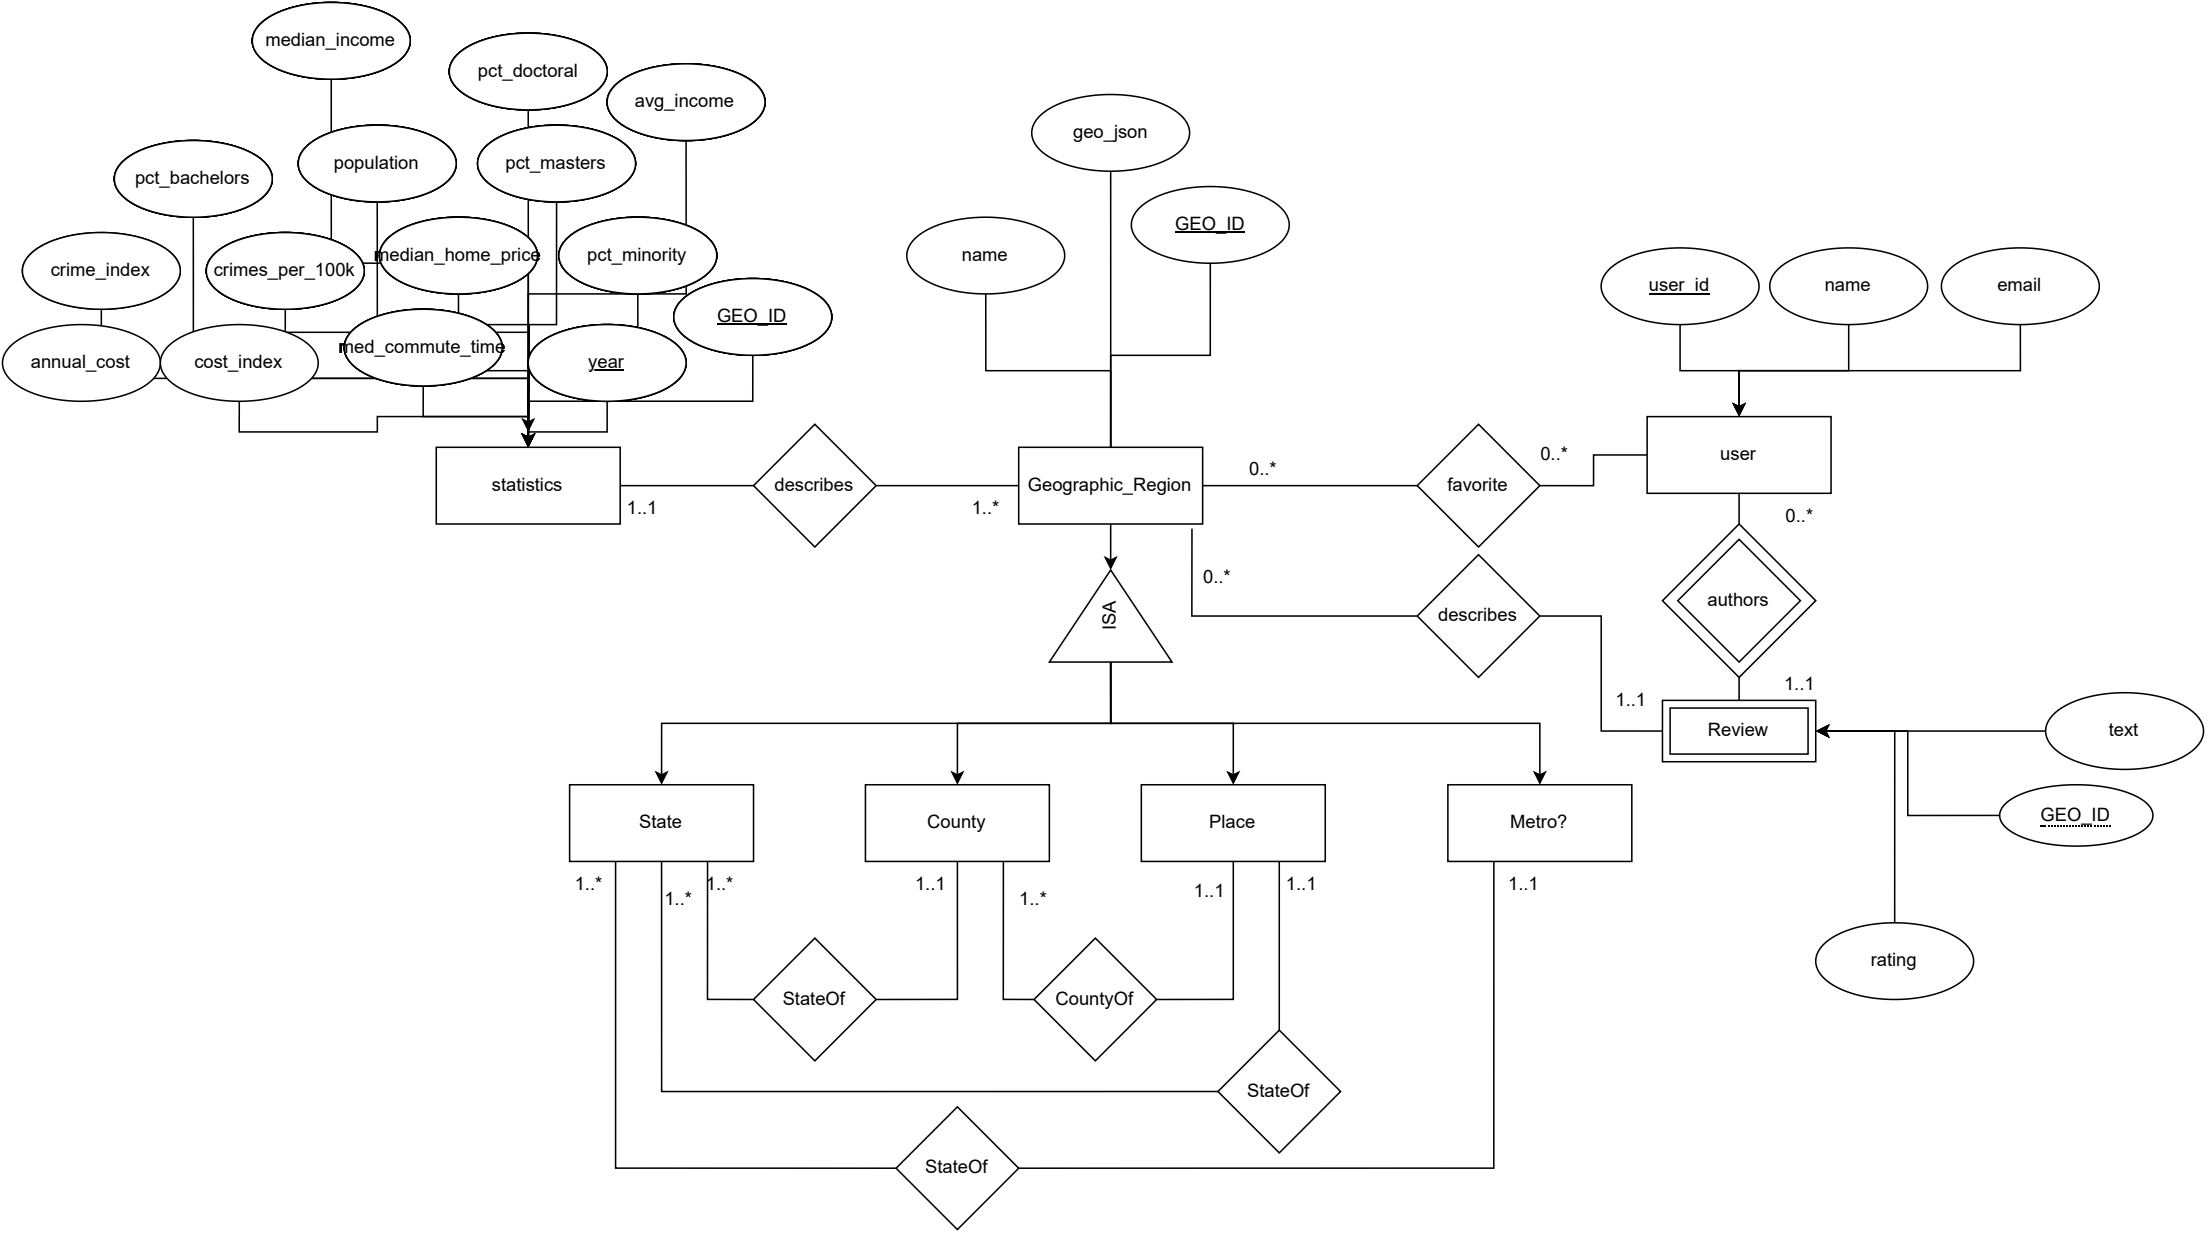 median_income
pct_doctoral
avg_income
geo_json
population
pct_masters
pct_bachelors
GEO_ID
name
median_home_price
pct_minority
crime_index
crimes_per_100k
user_id
name
email
GEO_ID
med_commute_time
annual_cost
cost_index
year
statistics
1..1
describes
1..*
Geographic_Region
0..*
favorite
0..*
user
0..*
ISA
0..*
describes
1..1
authors
1..1
Review
text
GEO_ID
rating
State
County
Place
Metro?
1..*
1..*
1..*
1..1
1..*
1..1
1..1
1..1
StateOf
CountyOf
StateOf
StateOf